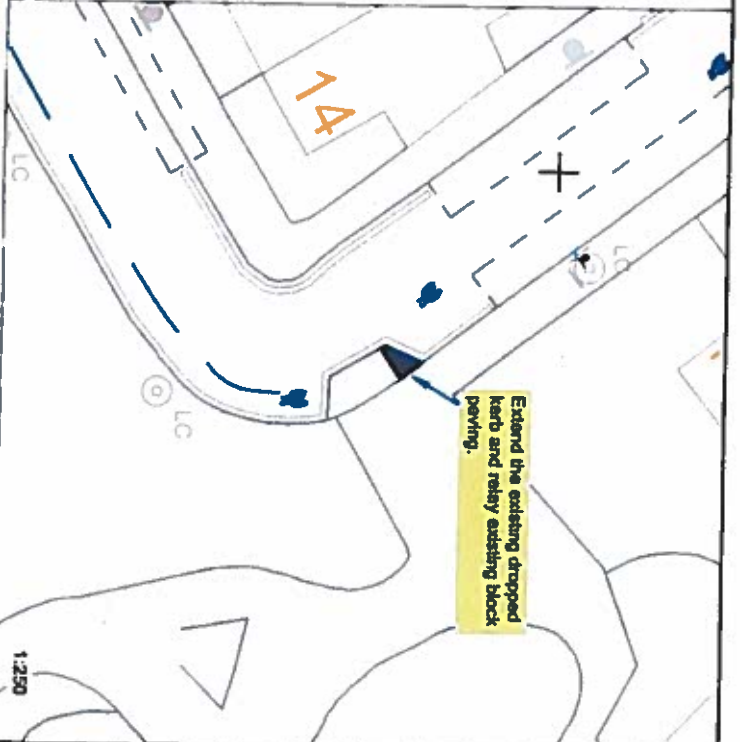 Extend the existing dropped
kerb and relay existing block
paving.
14
LC
LC
LC
1:250